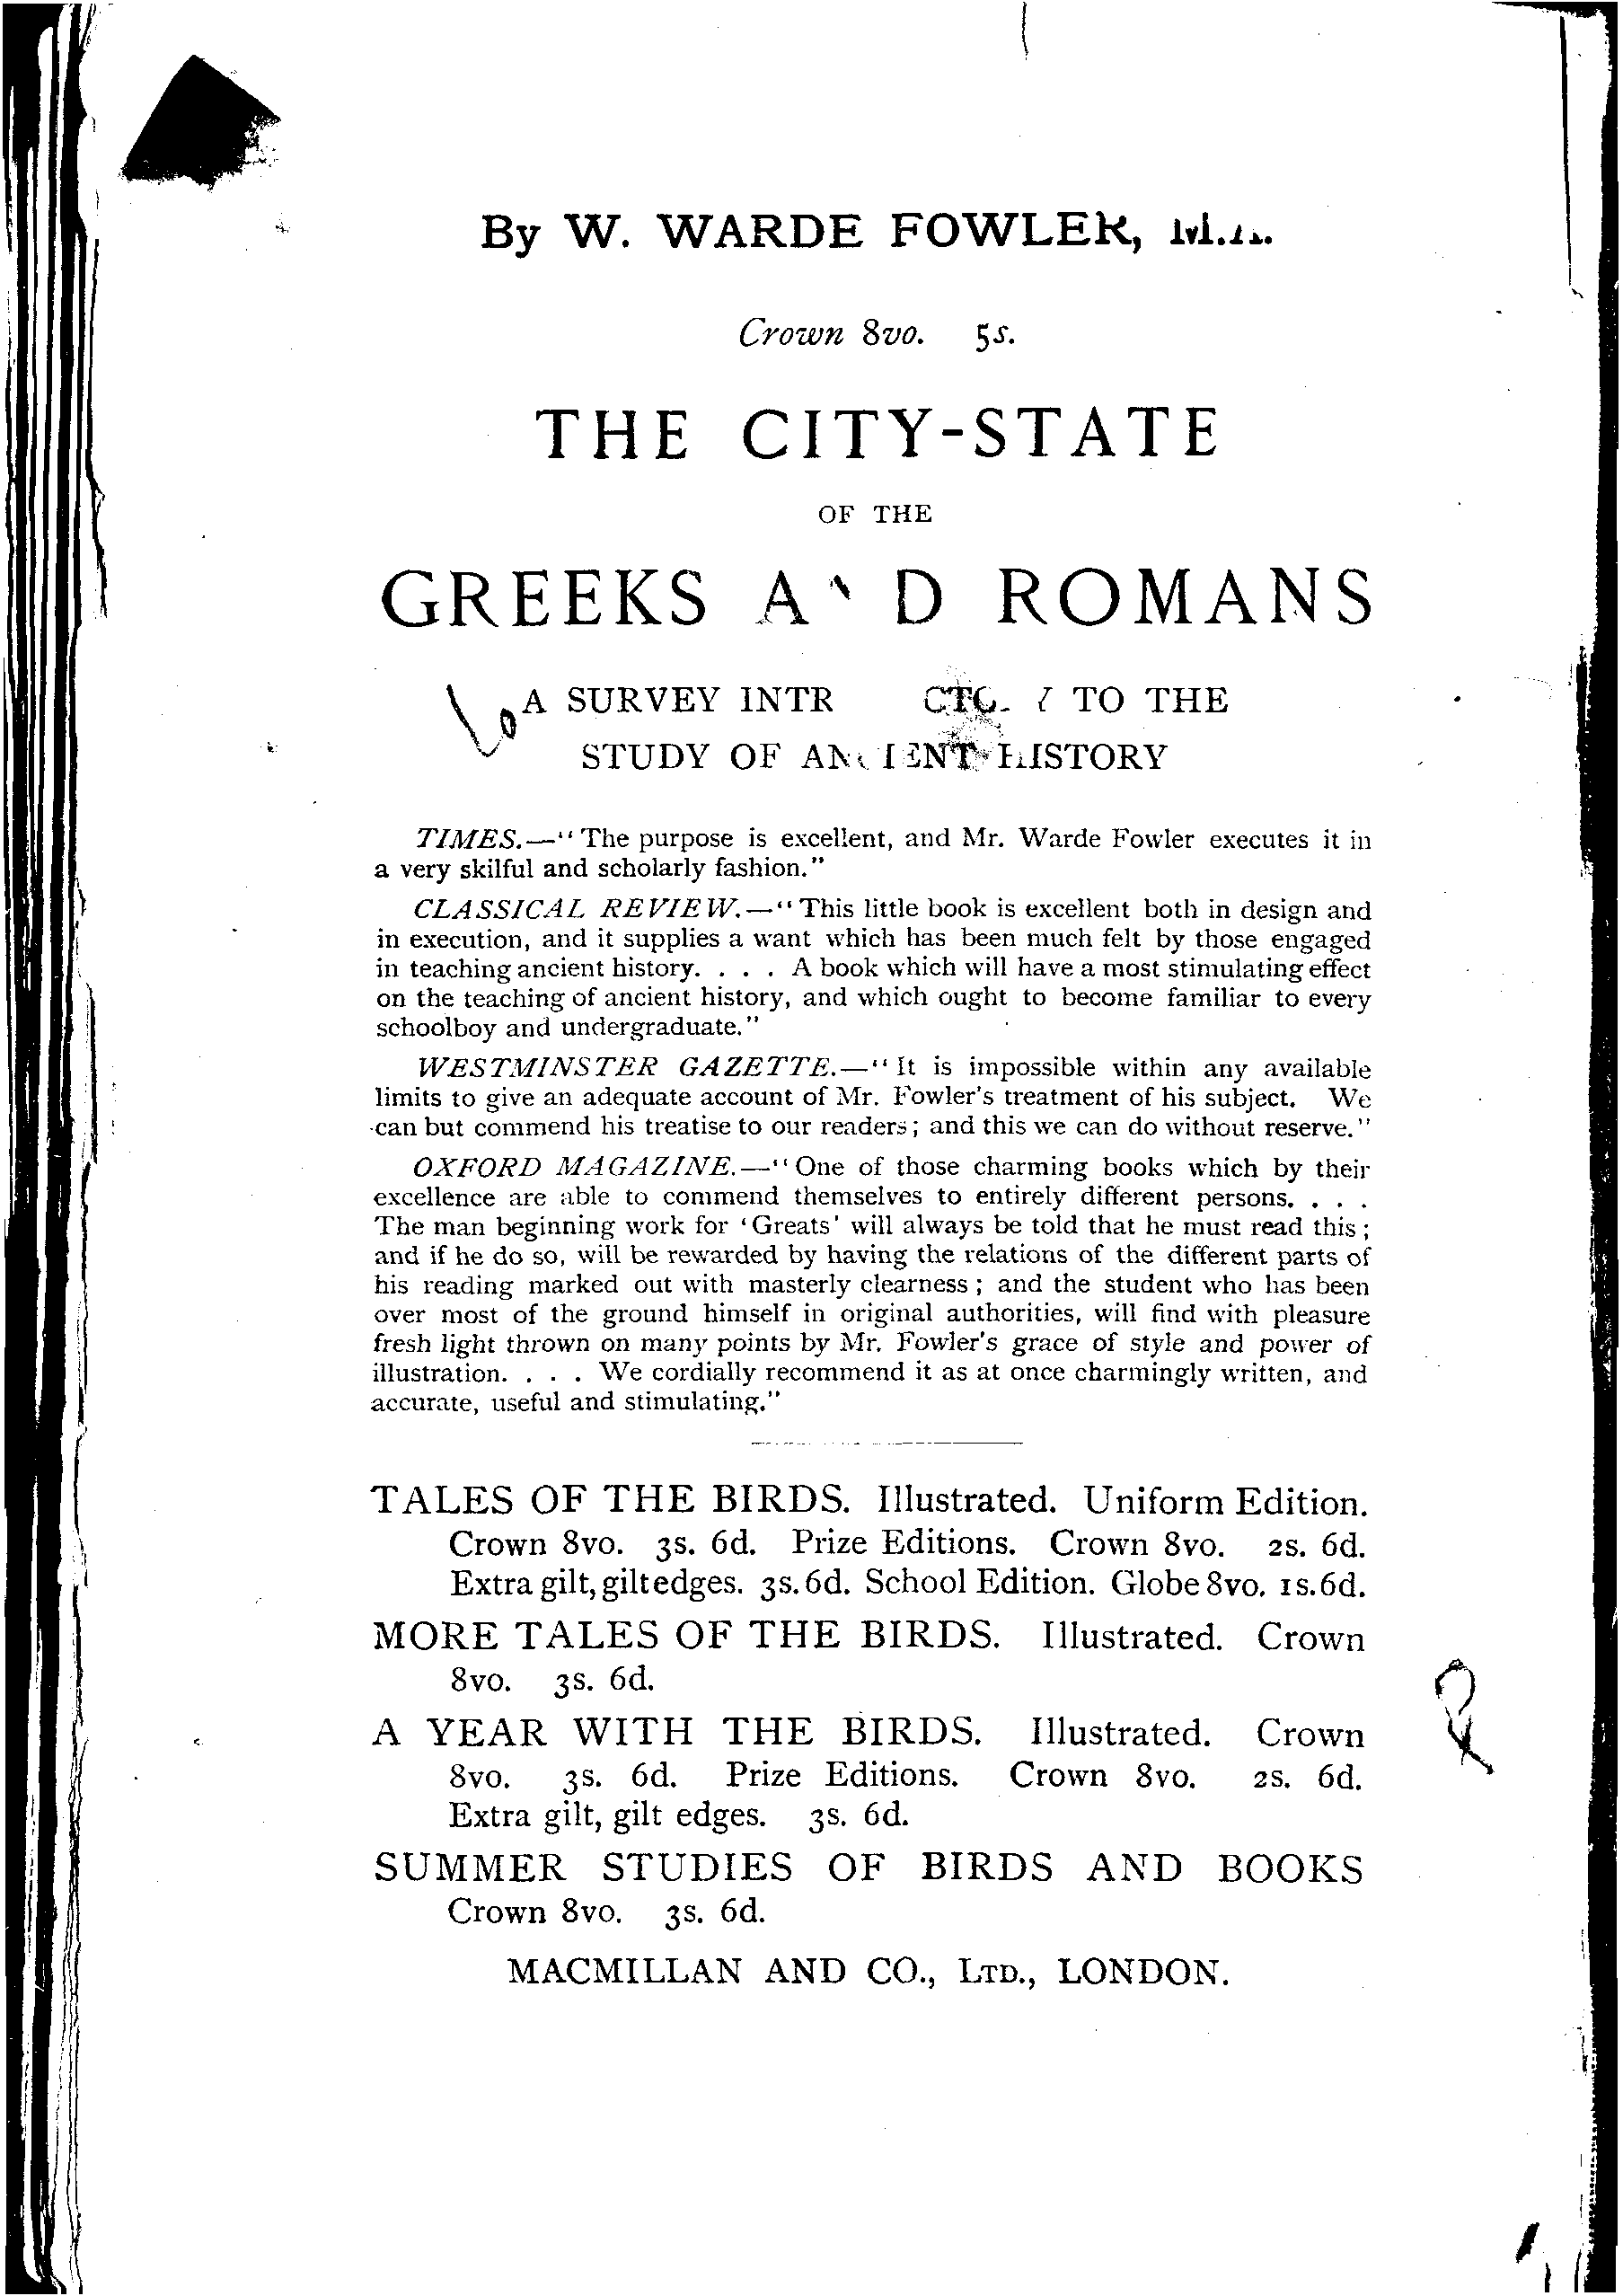 By W. WARDE FOWLER, M.A.
Crown 8vo. 5s.
THE CITY-STATE
OF THE
GREEKS AND ROMANS
A SURVEY INTR CTO TO THE
STUDY OF ANCIENT HISTORY
TIMES.—"The purpose is excellent, and Mr. Warde Fowler executes it in
a very skilful and scholarly fashion."
CLASSICAL REVIEW.—"This little book is excellent both in design and
in execution, and it supplies a want which has been much felt by those engaged
in teaching ancient history. . . . A book which will have a most stimulating effect
on the teaching of ancient history, and which ought to become familiar to every
schoolboy and undergraduate."
WESTMINSTER GAZETTE.—"It is impossible within any available
limits to give an adequate account of Mr. Fowler's treatment of his subject. We
can but commend his treatise to our readers; and this we can do without reserve."
OXFORD MAGAZINE.—"One of those charming books which by their
excellence are able to commend themselves to entirely different persons. . . .
The man beginning work for 'Greats' will always be told that he must read this;
and if he do so, will be rewarded by having the relations of the different parts of
his reading marked out with masterly clearness; and the student who has been
over most of the ground himself in original authorities, will find with pleasure
fresh light thrown on many points by Mr. Fowler's grace of style and power of
illustration. . . . We cordially recommend it as at once charmingly written, and
accurate, useful and stimulating."
TALES OF THE BIRDS. Illustrated. Uniform Edition.
Crown 8vo. 3s. 6d. Prize Editions. Crown 8vo. 2s. 6d.
Extra gilt, gilt edges. 3s. 6d. School Edition. Globe 8vo. 1s. 6d.
MORE TALES OF THE BIRDS. Illustrated. Crown
8vo. 3s. 6d.
A YEAR WITH THE BIRDS. Illustrated. Crown
8vo. 3s. 6d. Prize Editions. Crown 8vo. 2s. 6d.
Extra gilt, gilt edges. 3s. 6d.
SUMMER STUDIES OF BIRDS AND BOOKS
Crown 8vo. 3s. 6d.
MACMILLAN AND CO., LTD., LONDON.